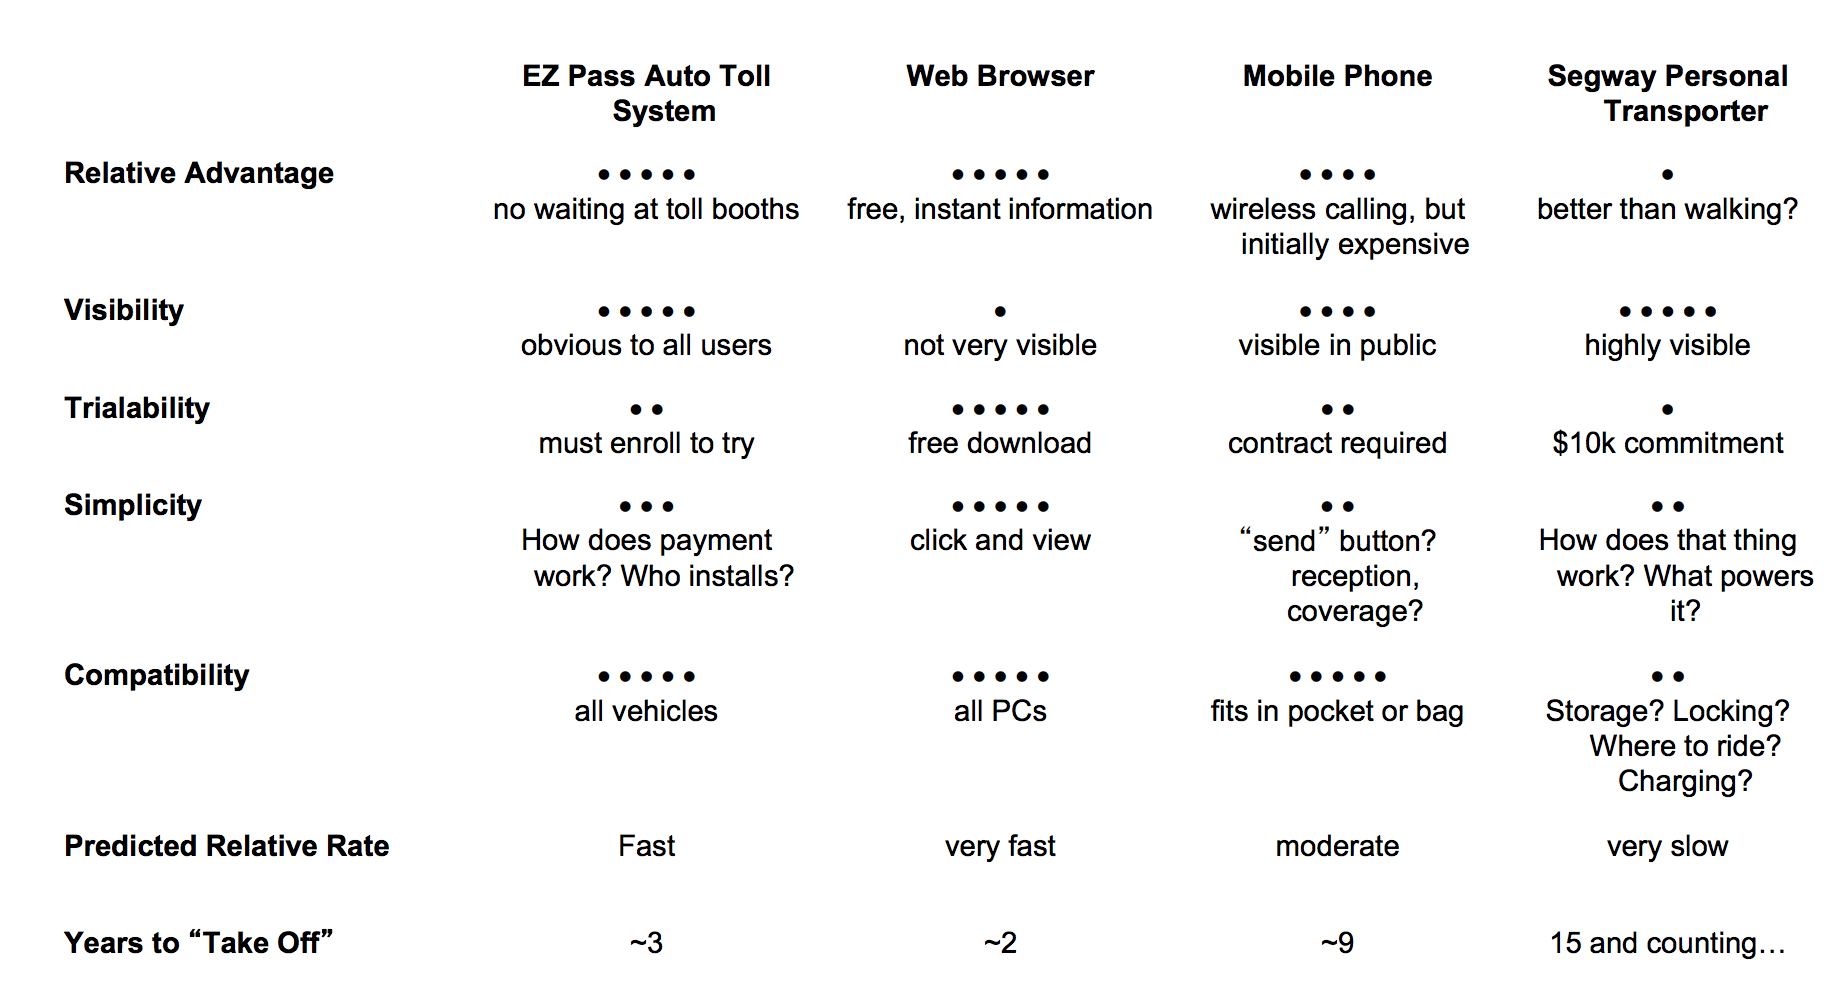 EZ Pass Auto Toll System Web Browser Mobile Phone Segway Personal Transporter
Relative Advantage • • • • • • • • • • • • • • •
no waiting at toll booths free, instant information wireless calling, but initially expensive better than walking?
Visibility • • • • • • • • • • • • • • •
obvious to all users not very visible visible in public highly visible
Trialability • • • • • • • • • •
must enroll to try free download contract required $10k commitment
Simplicity • • • • • • • • • • • •
How does payment work? Who installs? click and view “send” button? reception, coverage? How does that thing work? What powers it?
Compatibility • • • • • • • • • • • • • • • • •
all vehicles all PCs fits in pocket or bag Storage? Locking? Where to ride? Charging?
Predicted Relative Rate Fast very fast moderate very slow
Years to “Take Off” ~3 ~2 ~9 15 and counting…